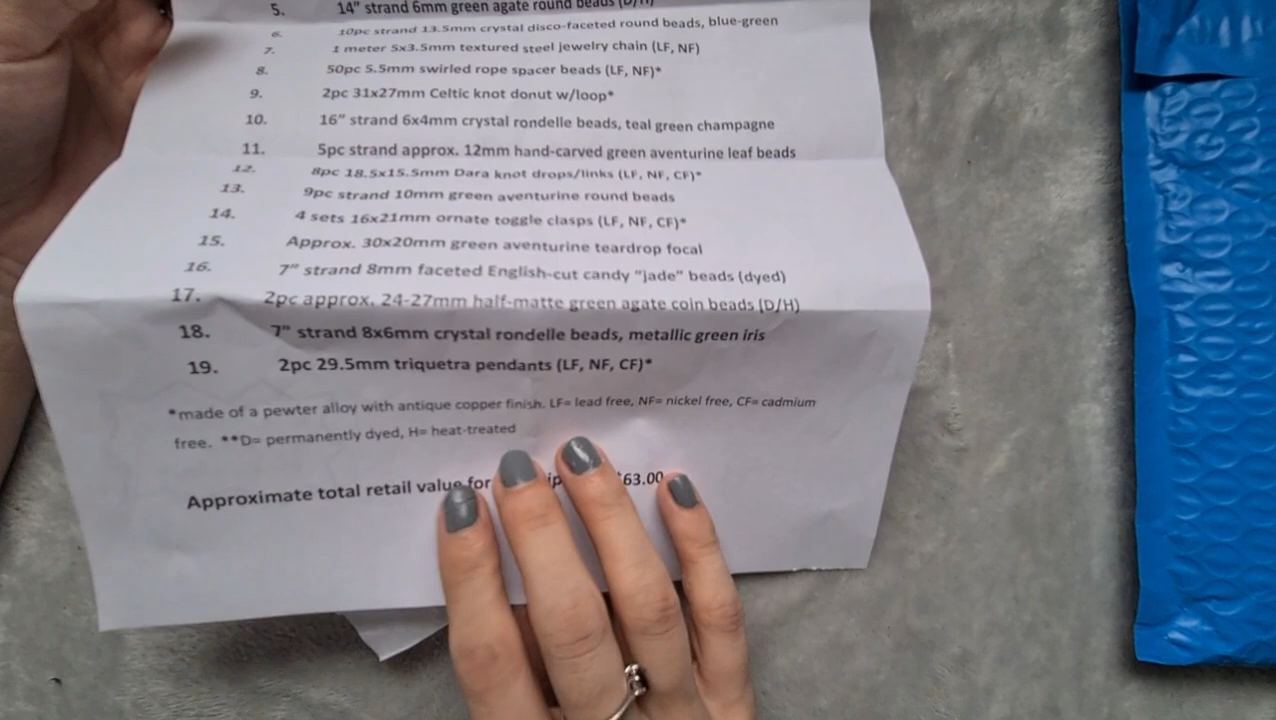 5. 14” strand 6mm green agate round beads (D/H)
6. 10pc strand 13.5mm crystal disco-faceted round beads, blue-green
7. 1 meter 5x3.5mm textured steel jewelry chain (LF, NF)
8. 50pc 5.5mm swirled rope spacer beads (LF, NF)*
9. 2pc 31x27mm Celtic knot donut w/loop*
10. 16” strand 6x4mm crystal rondelle beads, teal green champagne
11. 5pc strand approx. 12mm hand-carved green aventurine leaf beads
12. 8pc 18.5x15.5mm Dara knot drops/links (LF, NF, CF)*
13. 9pc strand 10mm green aventurine round beads
14. 4 sets 16x21mm ornate toggle clasps (LF, NF, CF)*
15. Approx. 30x20mm green aventurine teardrop focal
16. 7” strand 8mm faceted English-cut candy “jade” beads (dyed)
17. 2pc approx. 24-27mm half-matte green agate coin beads (D/H)
18. 7” strand 8x6mm crystal rondelle beads, metallic green iris
19. 2pc 29.5mm triquetra pendants (LF, NF, CF)*
*made of a pewter alloy with antique copper finish. LF= lead free, NF= nickel free, CF= cadmium
free. **D= permanently dyed, H= heat-treated
Approximate total retail value for $63.00